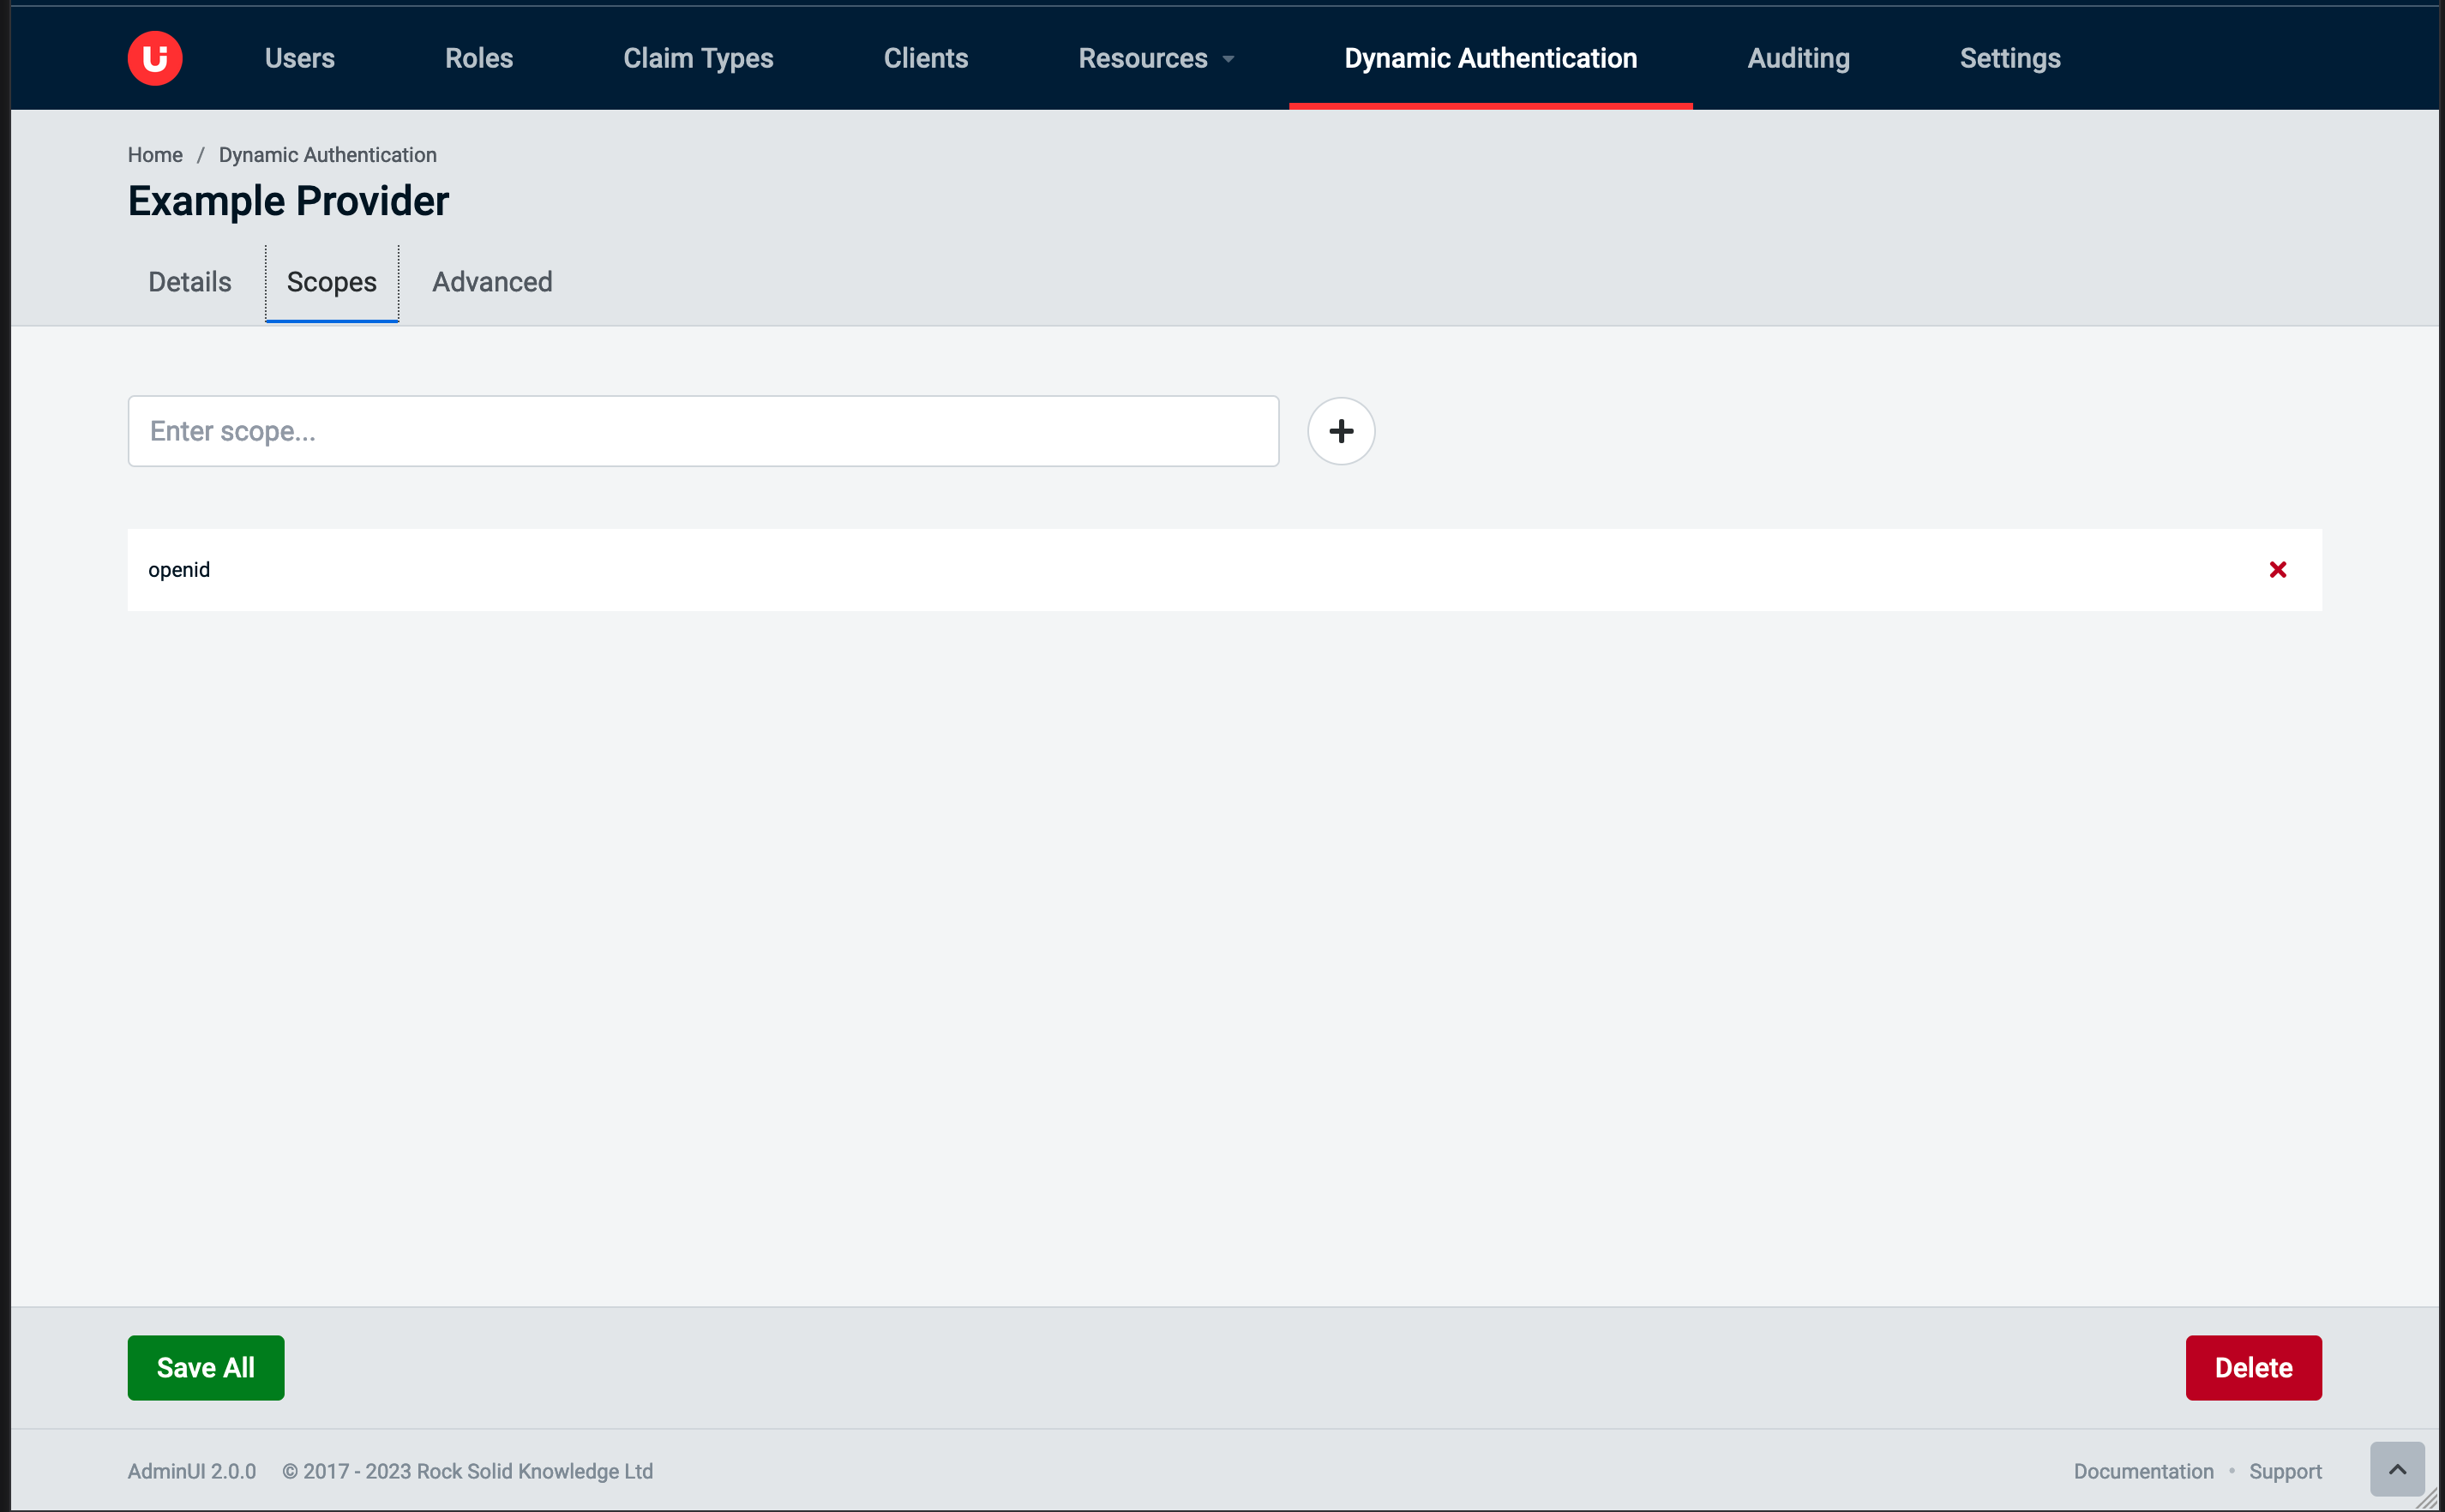 Ui Users Roles Claim Types Clients Resources Dynamic Authentication Auditing Settings
Home / Dynamic Authentication
Example Provider
Details Scopes Advanced
Enter scope...
openid
Save All Delete
AdminUI 2.0.0 © 2017 - 2023 Rock Solid Knowledge Ltd Documentation • Support